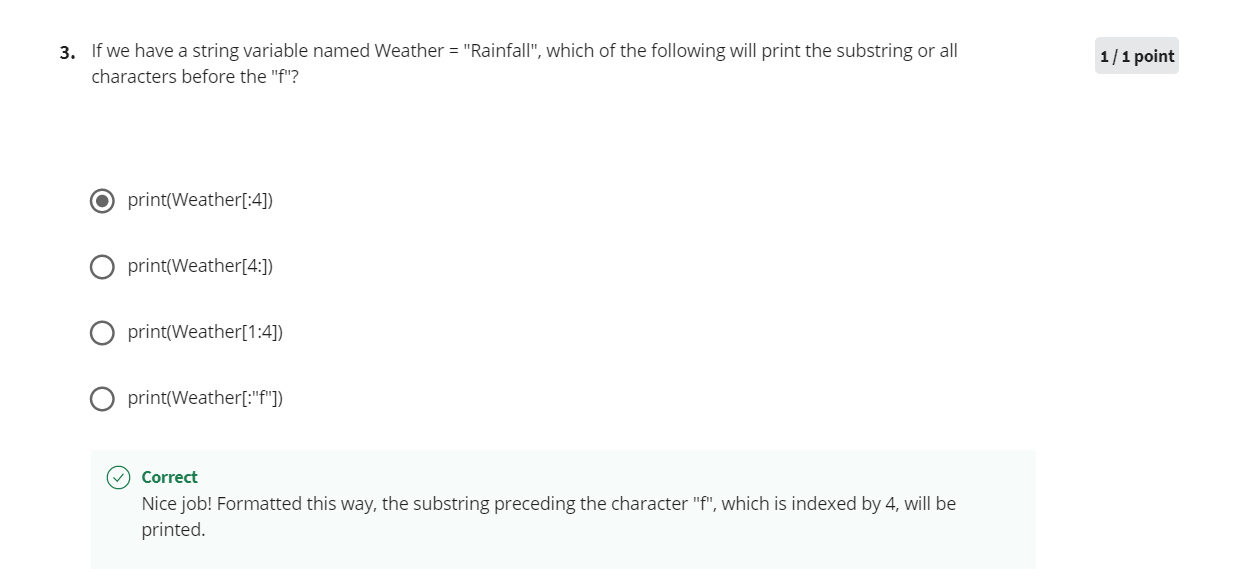 3. If we have a string variable named Weather = "Rainfall", which of the following will print the substring or all
characters before the "f"?
1 / 1 point
print(Weather[:4])
print(Weather[4:])
print(Weather[1:4])
print(Weather[:"f"])
Correct
Nice job! Formatted this way, the substring preceding the character "f", which is indexed by 4, will be
printed.